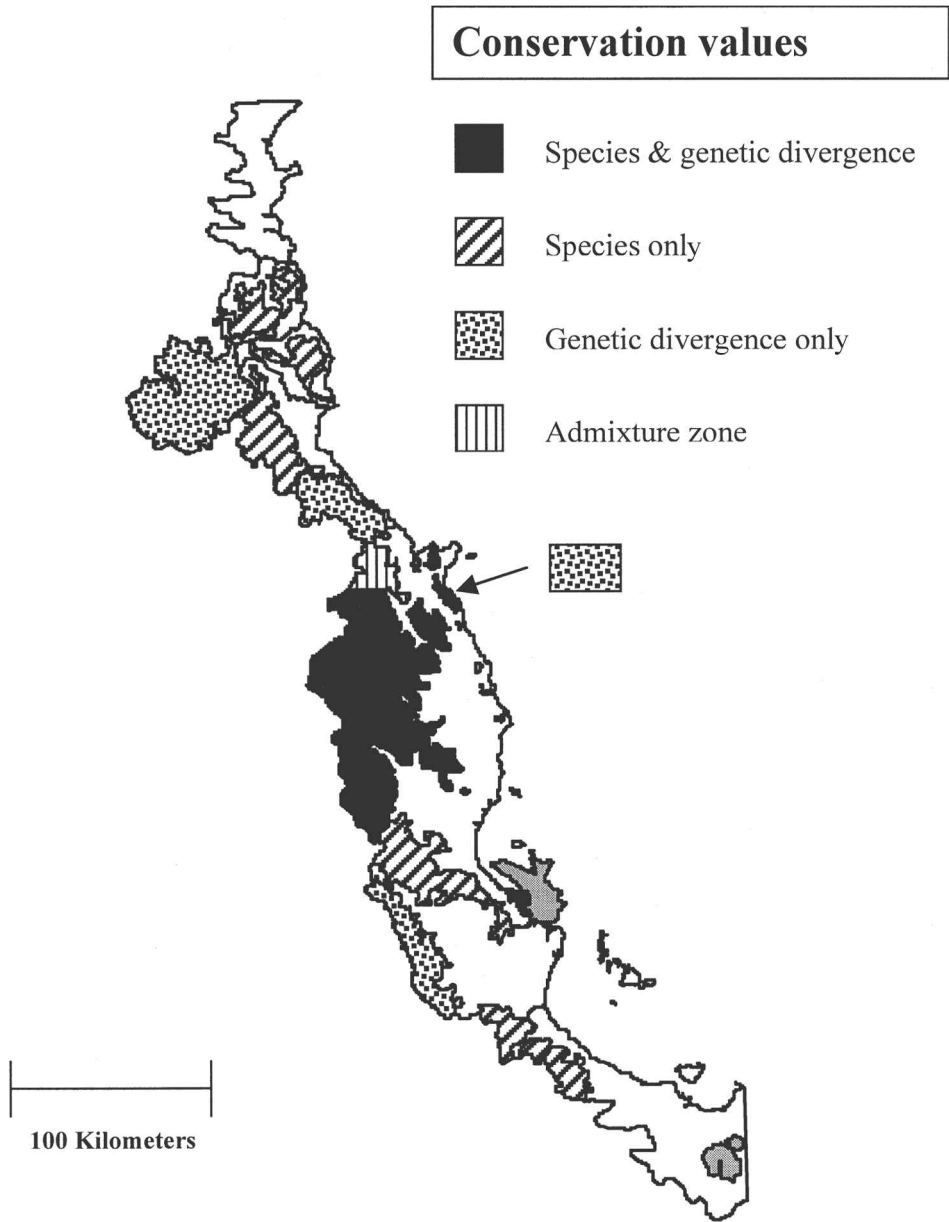 Conservation values
Species & genetic divergence
Species only
Genetic divergence only
Admixture zone
100 Kilometers